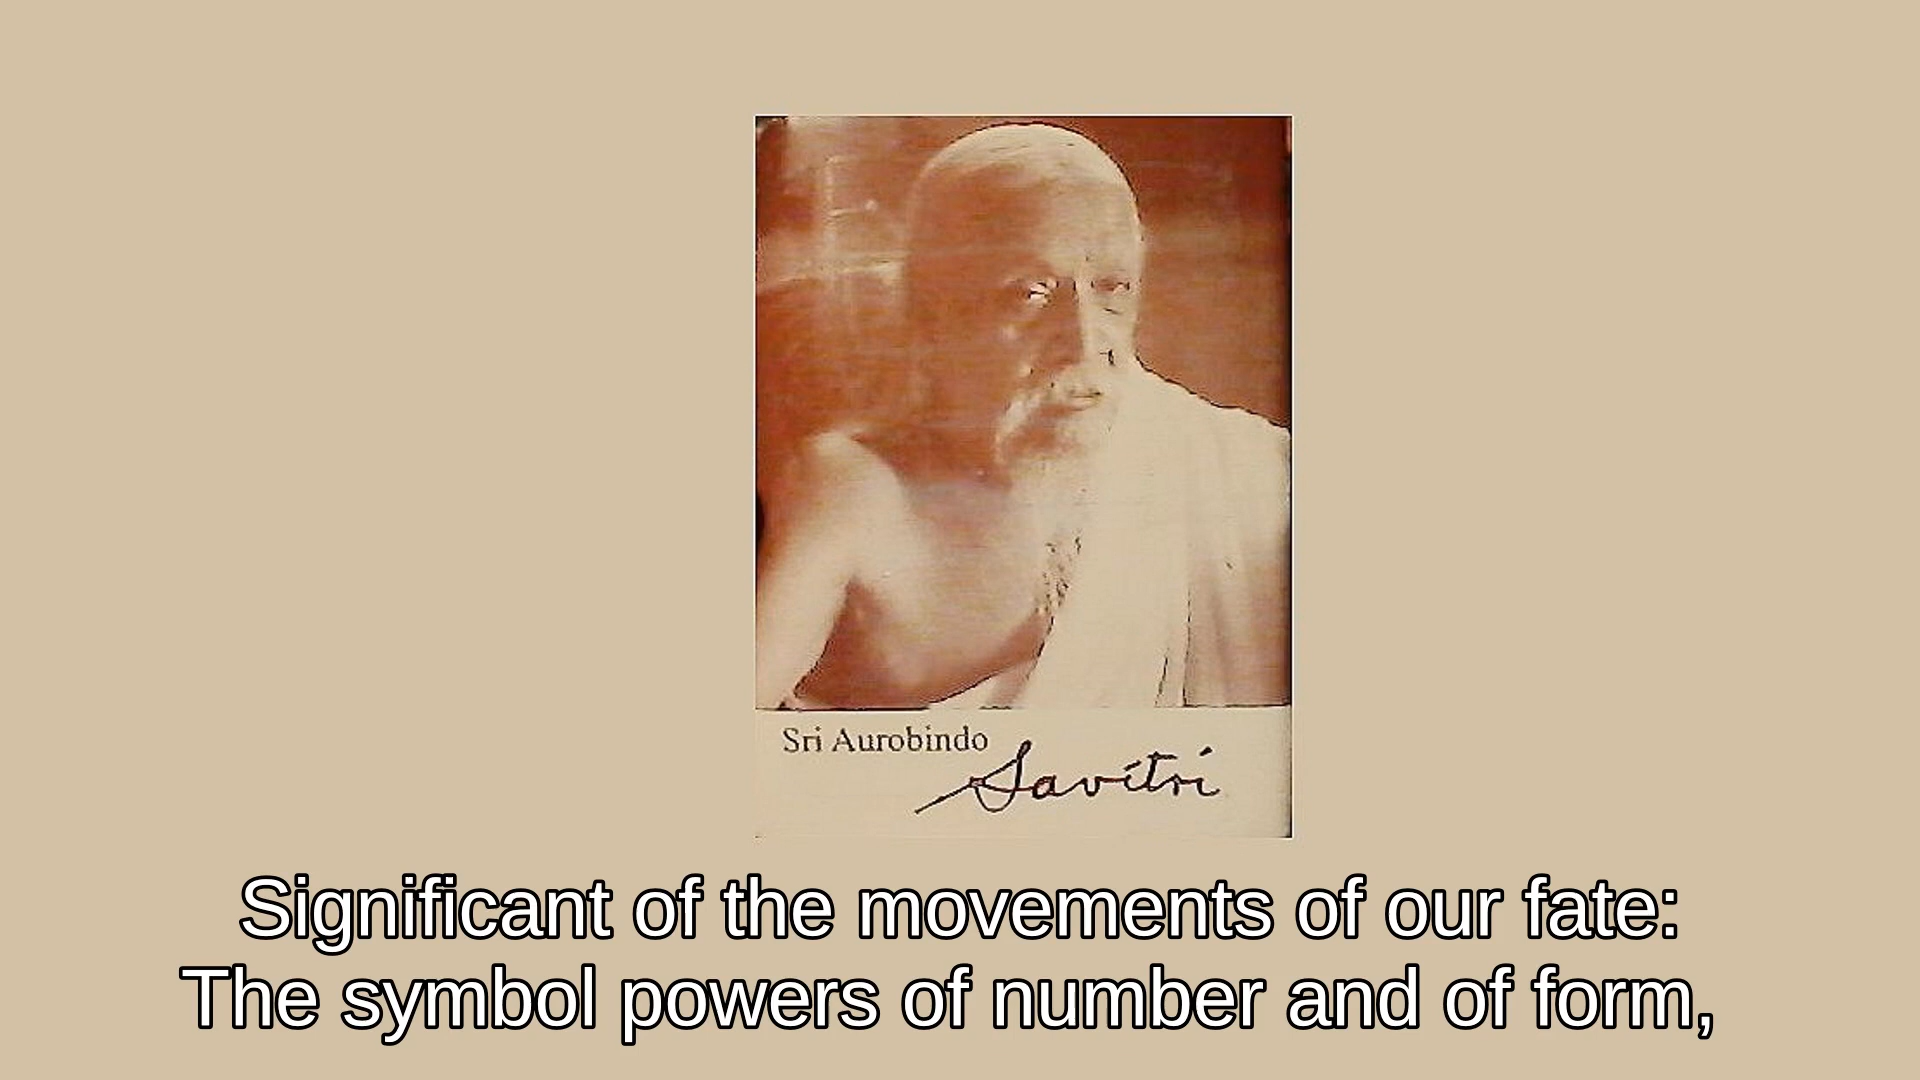 Sri Aurobindo
Savitri
Significant of the movements of our fate:
The symbol powers of number and of form,